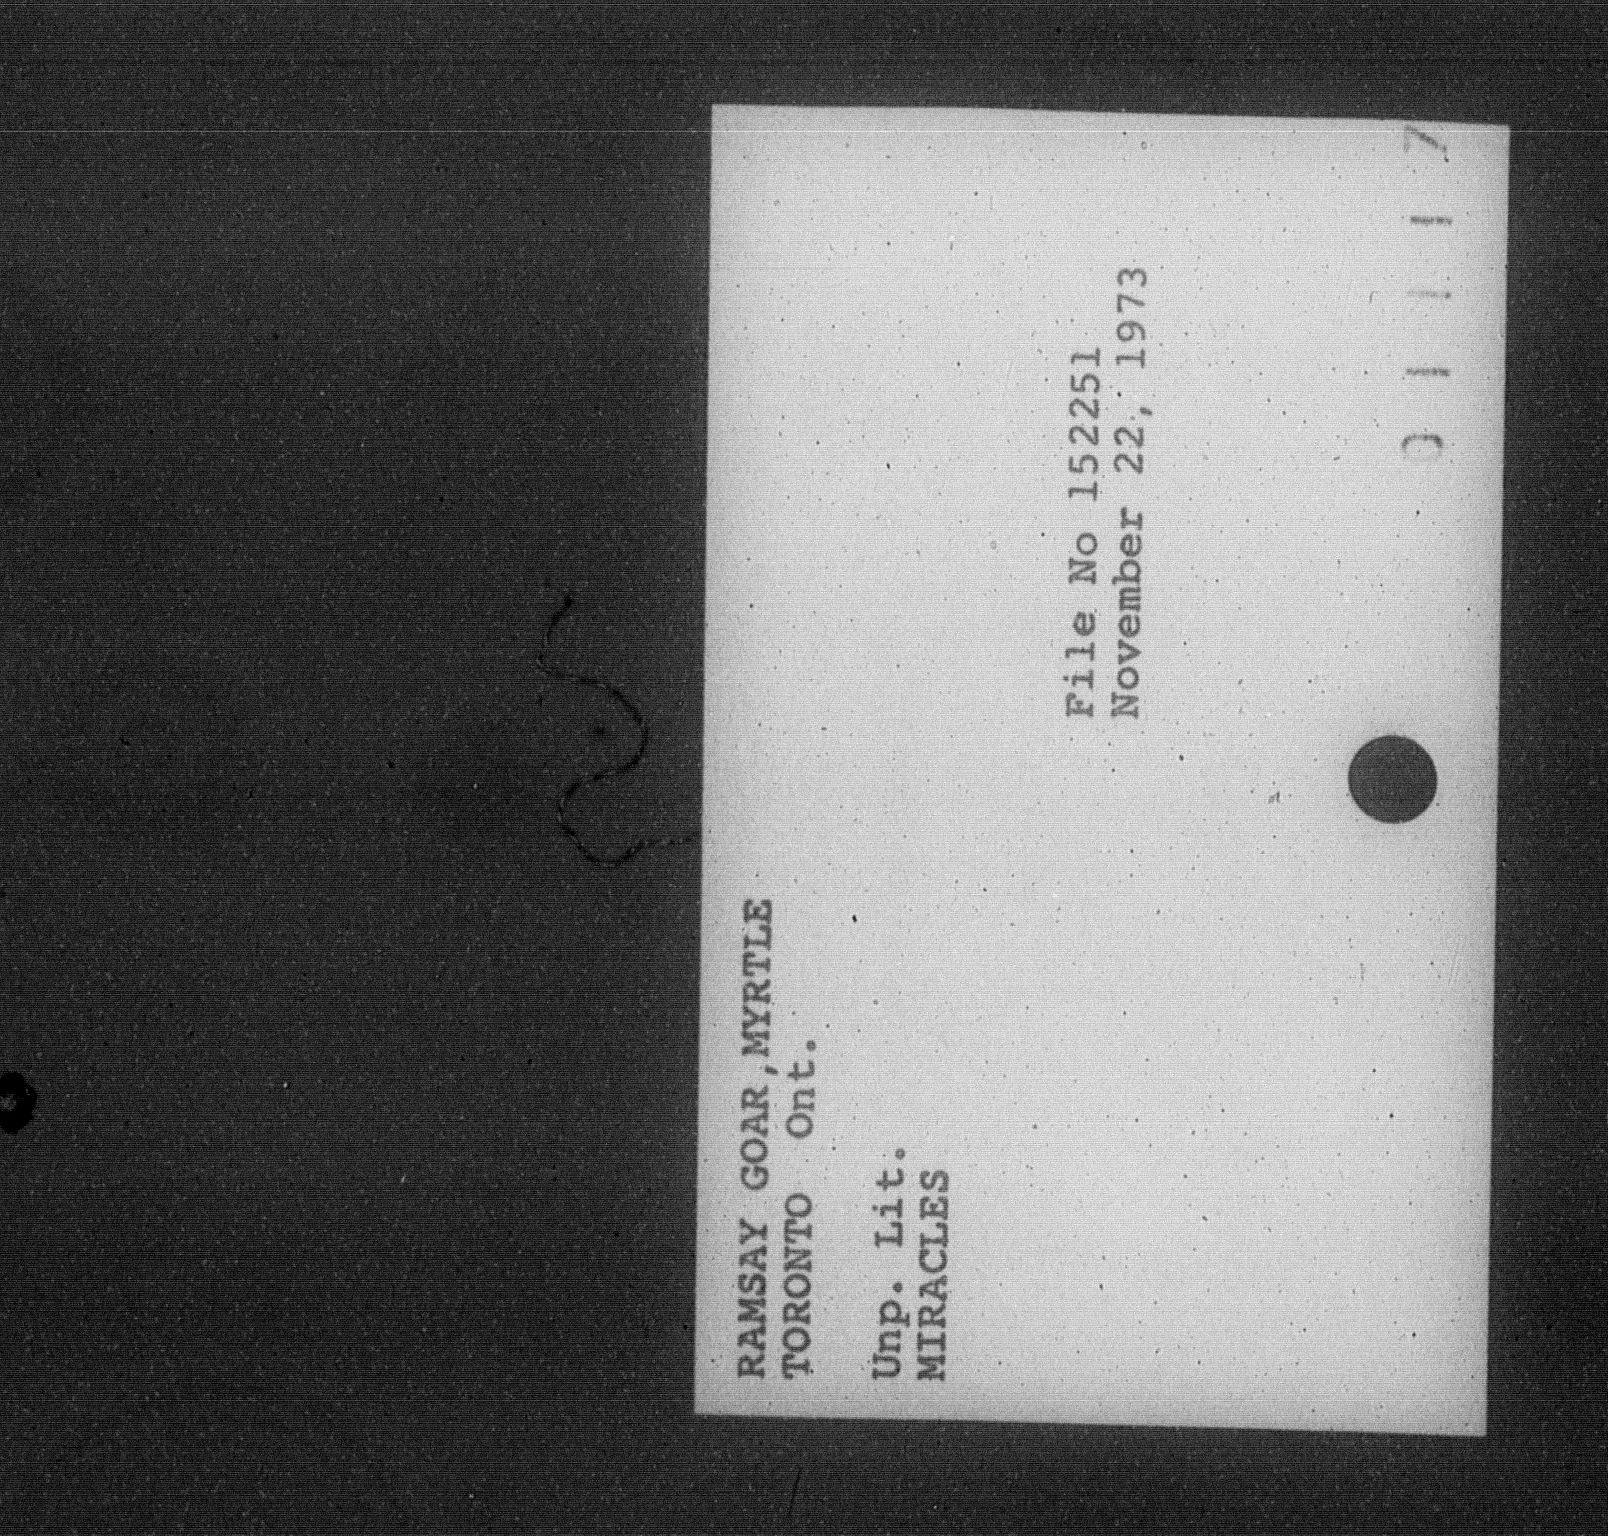 RAMSAY GOAR,MYRTLE
TORONTO Ont.
Unp. Lit.
MIRACLES
File No 152251
November 22, 1973